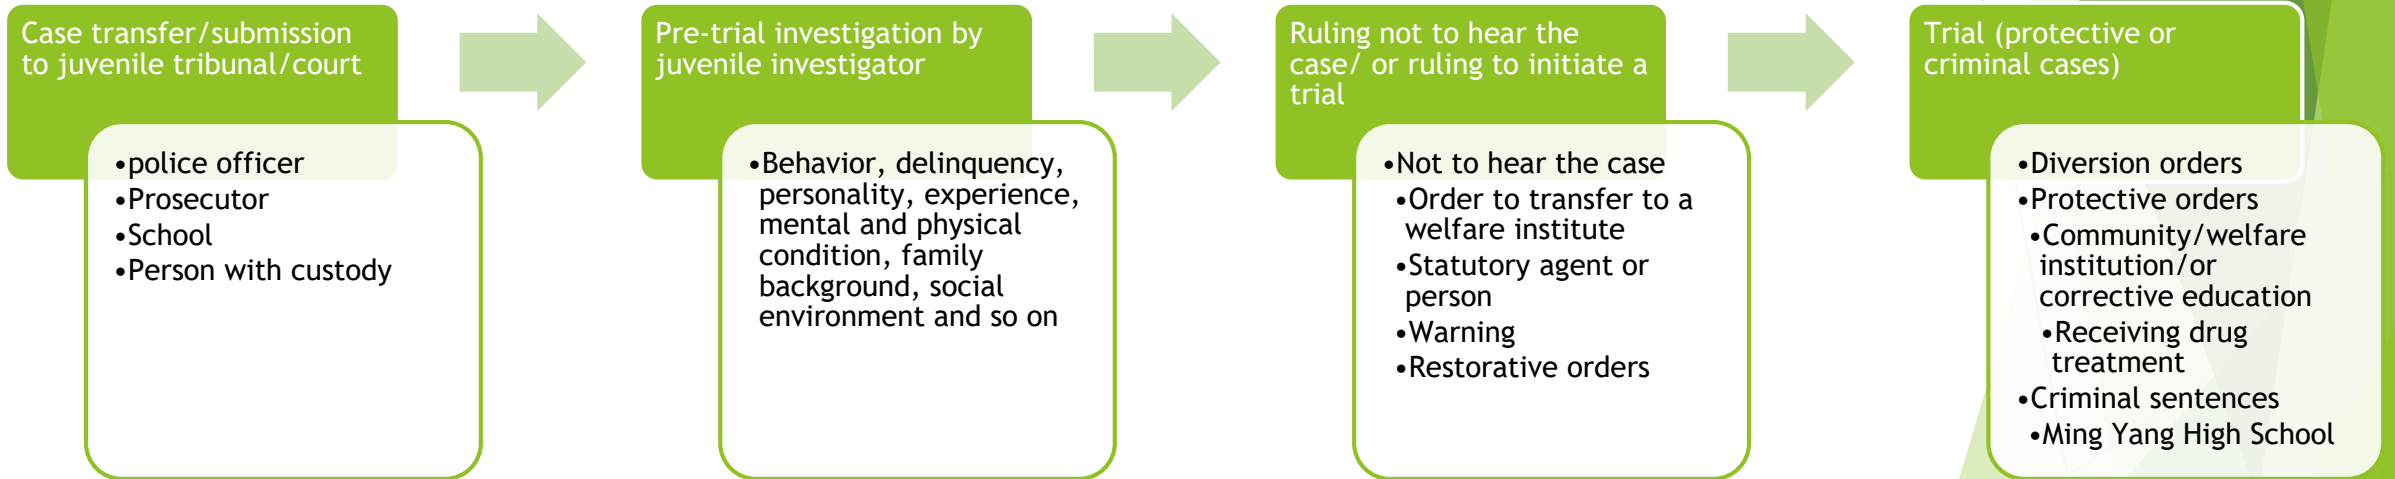 Case transfer/submission
to juvenile tribunal/court
•police officer
•Prosecutor
•School
•Person with custody
Pre-trial investigation by
juvenile investigator
•Behavior, delinquency,
personality, experience,
mental and physical
condition, family
background, social
environment and so on
Ruling not to hear the
case/ or ruling to initiate a
trial
•Not to hear the case
•Order to transfer to a
welfare institute
•Statutory agent or
person
•Warning
•Restorative orders
Trial (protective or
criminal cases)
•Diversion orders
•Protective orders
•Community/welfare
institution/or
corrective education
•Receiving drug
treatment
•Criminal sentences
•Ming Yang High School